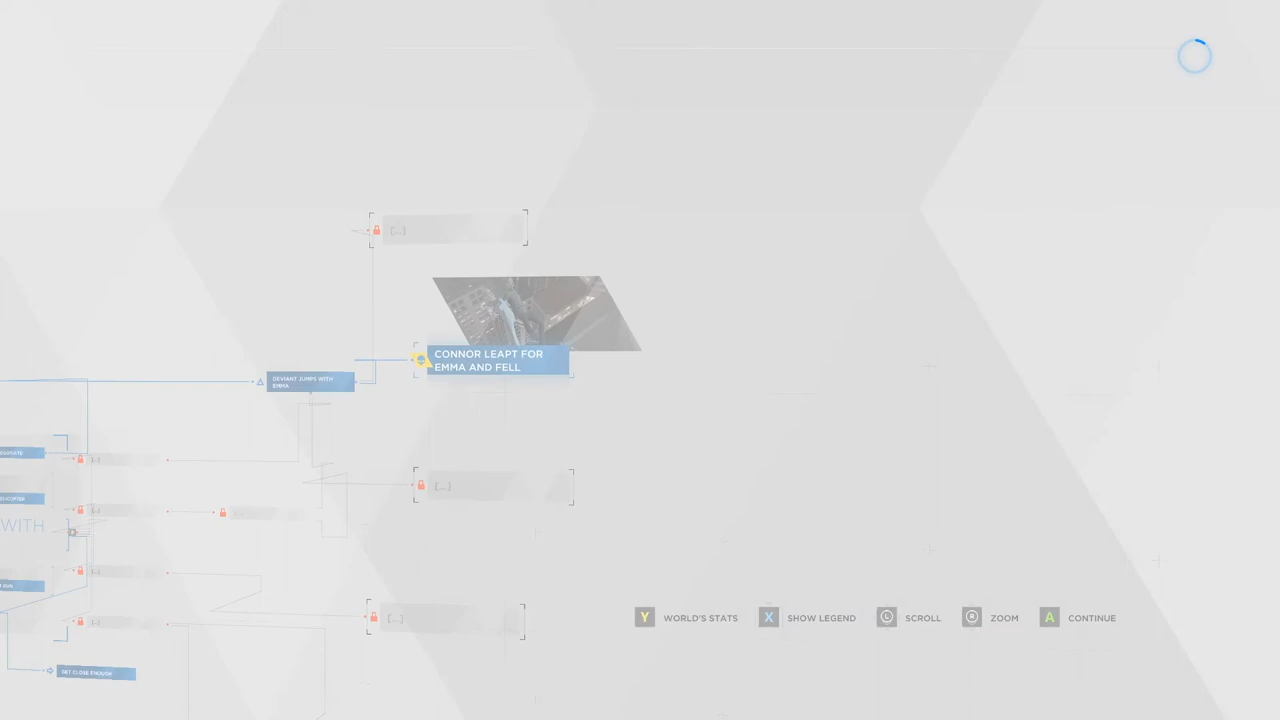 [...]
CONNOR LEAPT FOR
EMMA AND FELL
DEVIANT JUMPS WITH
EMMA
[...]
[...]
[...]
WITH
[...]
[...]
[...]
Y WORLD'S STATS
X SHOW LEGEND
L SCROLL
R ZOOM
A CONTINUE
GET CLOSE ENOUGH